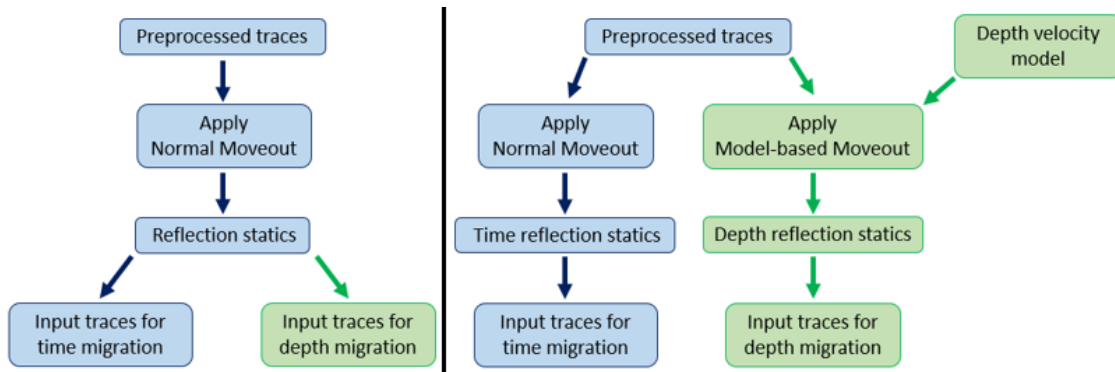 Preprocessed traces
Apply
Normal Moveout
Reflection statics
Input traces for
time migration
Input traces for
depth migration
Preprocessed traces
Depth velocity
model
Apply
Normal Moveout
Apply
Model-based Moveout
Time reflection statics
Depth reflection statics
Input traces for
time migration
Input traces for
depth migration